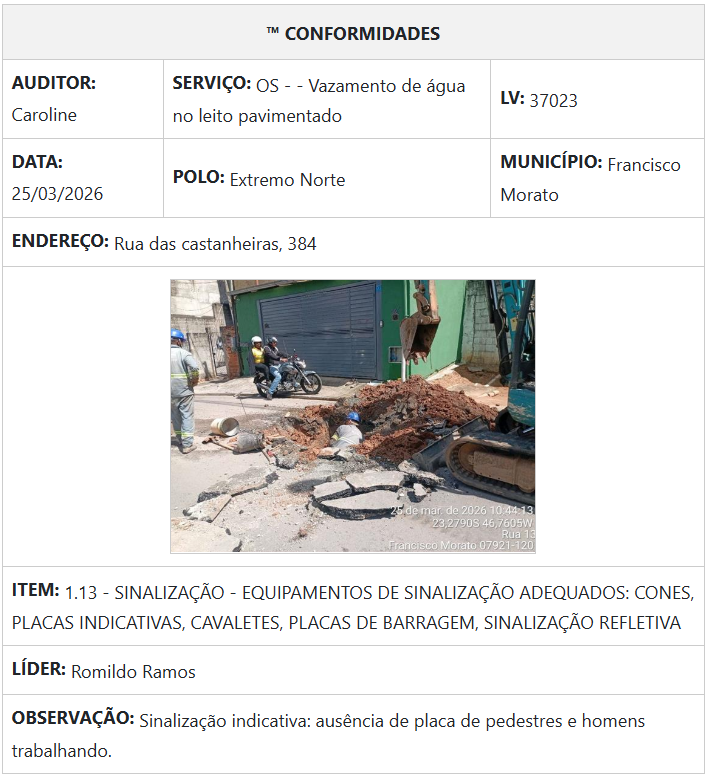 ™ CONFORMIDADES
AUDITOR:
Caroline
SERVIÇO: OS - - Vazamento de água
no leito pavimentado
LV: 37023
DATA:
25/03/2026
POLO: Extremo Norte
MUNICÍPIO: Francisco
Morato
ENDEREÇO: Rua das castanheiras, 384
25 de mar. de 2026 10:44:13
23,2790S 46,7605W
Rua 13
Francisco Morato 07921-120
ITEM: 1.13 - SINALIZAÇÃO - EQUIPAMENTOS DE SINALIZAÇÃO ADEQUADOS: CONES,
PLACAS INDICATIVAS, CAVALETES, PLACAS DE BARRAGEM, SINALIZAÇÃO REFLETIVA
LÍDER: Romildo Ramos
OBSERVAÇÃO: Sinalização indicativa: ausência de placa de pedestres e homens
trabalhando.